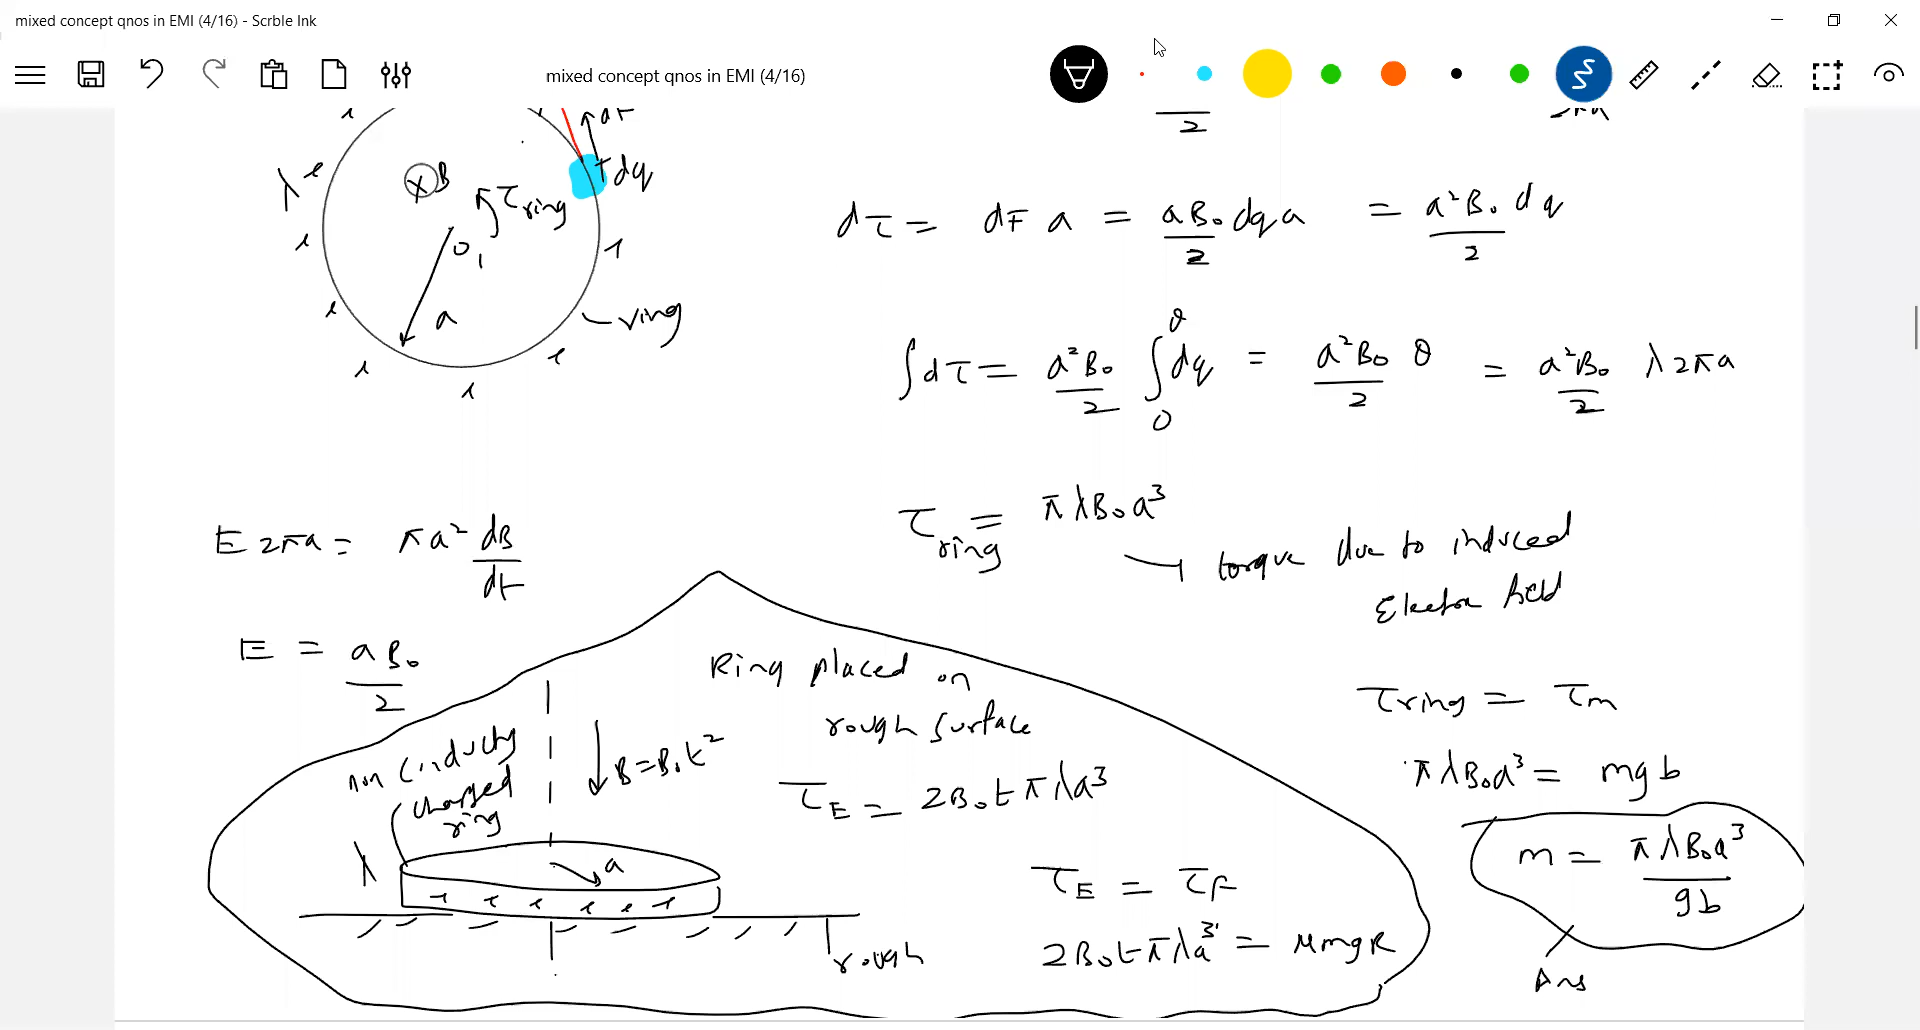 mixed concept qnos in EMI (4/16) - Scrble Ink
mixed concept qnos in EMI (4/16)
dF
2
2πa
λ
B
dq
τring
O,
a
ring
dτ = dF a = aB₀/2 dq a = a²B₀/2 dq
∫dτ = a²B₀/2 ∫₀^θ dq = a²B₀/2 θ = a²B₀/2 λ2πa
E 2πa = πa² dB/dt
τring = πλB₀a³
→ torque due to induced
field
E = aB₀/2
Ring placed on
rough surface
τring = τm
non
charged
ring
B = B₀t²
τE = 2B₀tπλa³
πλB₀a³ = mgb
λ
a
m = πλB₀a³/gb
τE = τF
2B₀tπλa³ = μmgR
rough
Ans